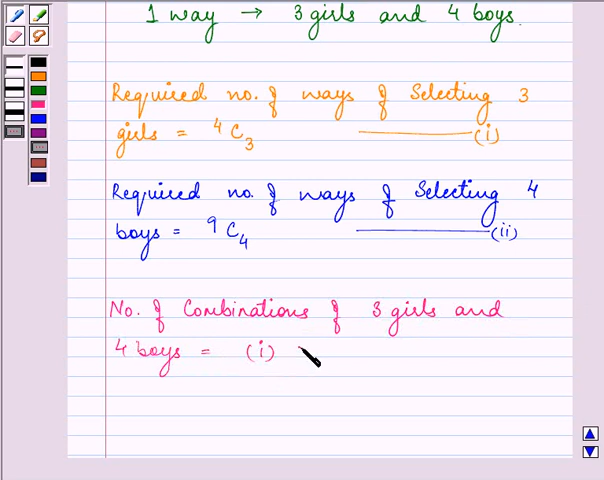 1 way → 3 girls and 4 boys.
Required no. of ways of Selecting 3
girls = ⁴C₃ ———— (i)
Required no. of ways of Selecting 4
boys = ⁹C₄ ———— (ii)
No. of Combinations of 3 girls and
4 boys = (i)